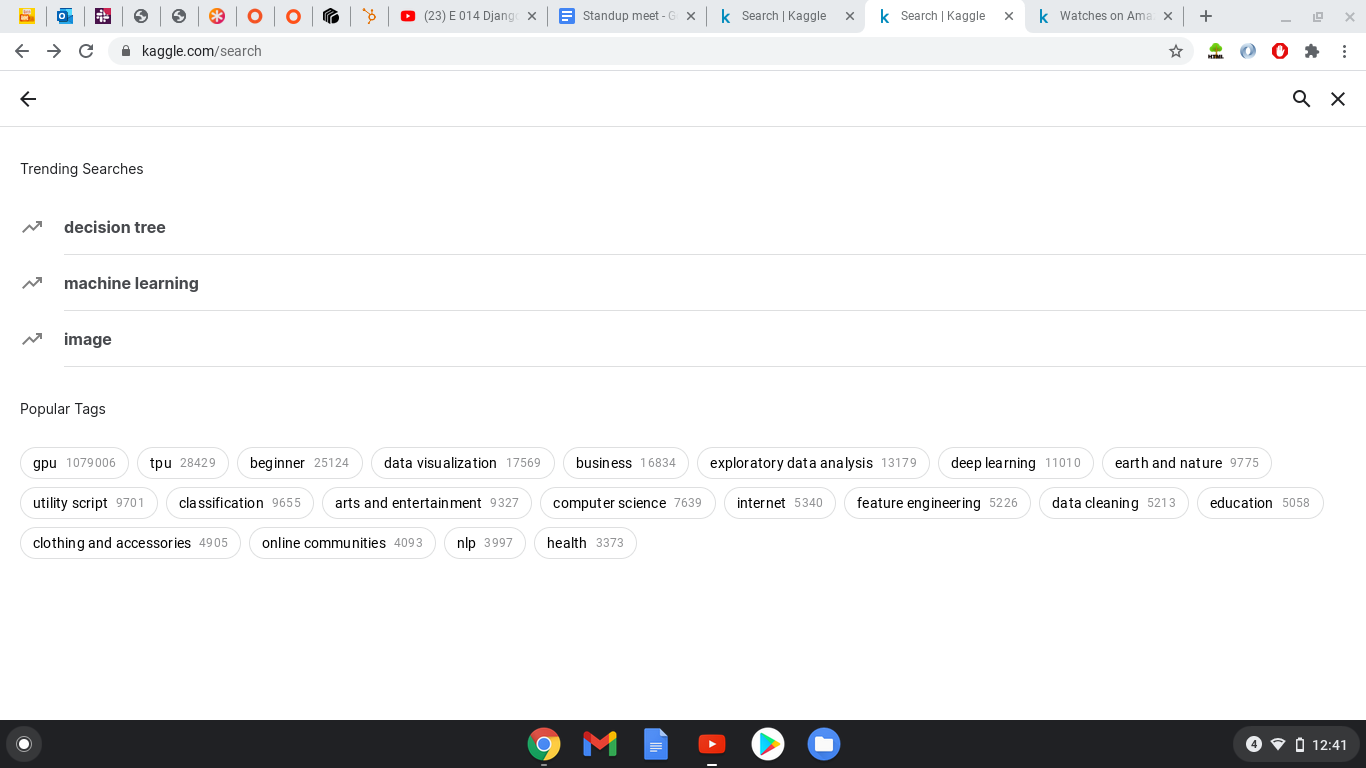 (23) E 014 Djang
Standup meet - G
Search | Kaggle
Search | Kaggle
Watches on Ama
kaggle.com/search
HTML
Trending Searches
decision tree
machine learning
image
Popular Tags
gpu 1079006 tpu 28429 beginner 25124 data visualization 17569 business 16834 exploratory data analysis 13179 deep learning 11010 earth and nature 9775
utility script 9701 classification 9655 arts and entertainment 9327 computer science 7639 internet 5340 feature engineering 5226 data cleaning 5213 education 5058
clothing and accessories 4905 online communities 4093 nlp 3997 health 3373
4 12:41